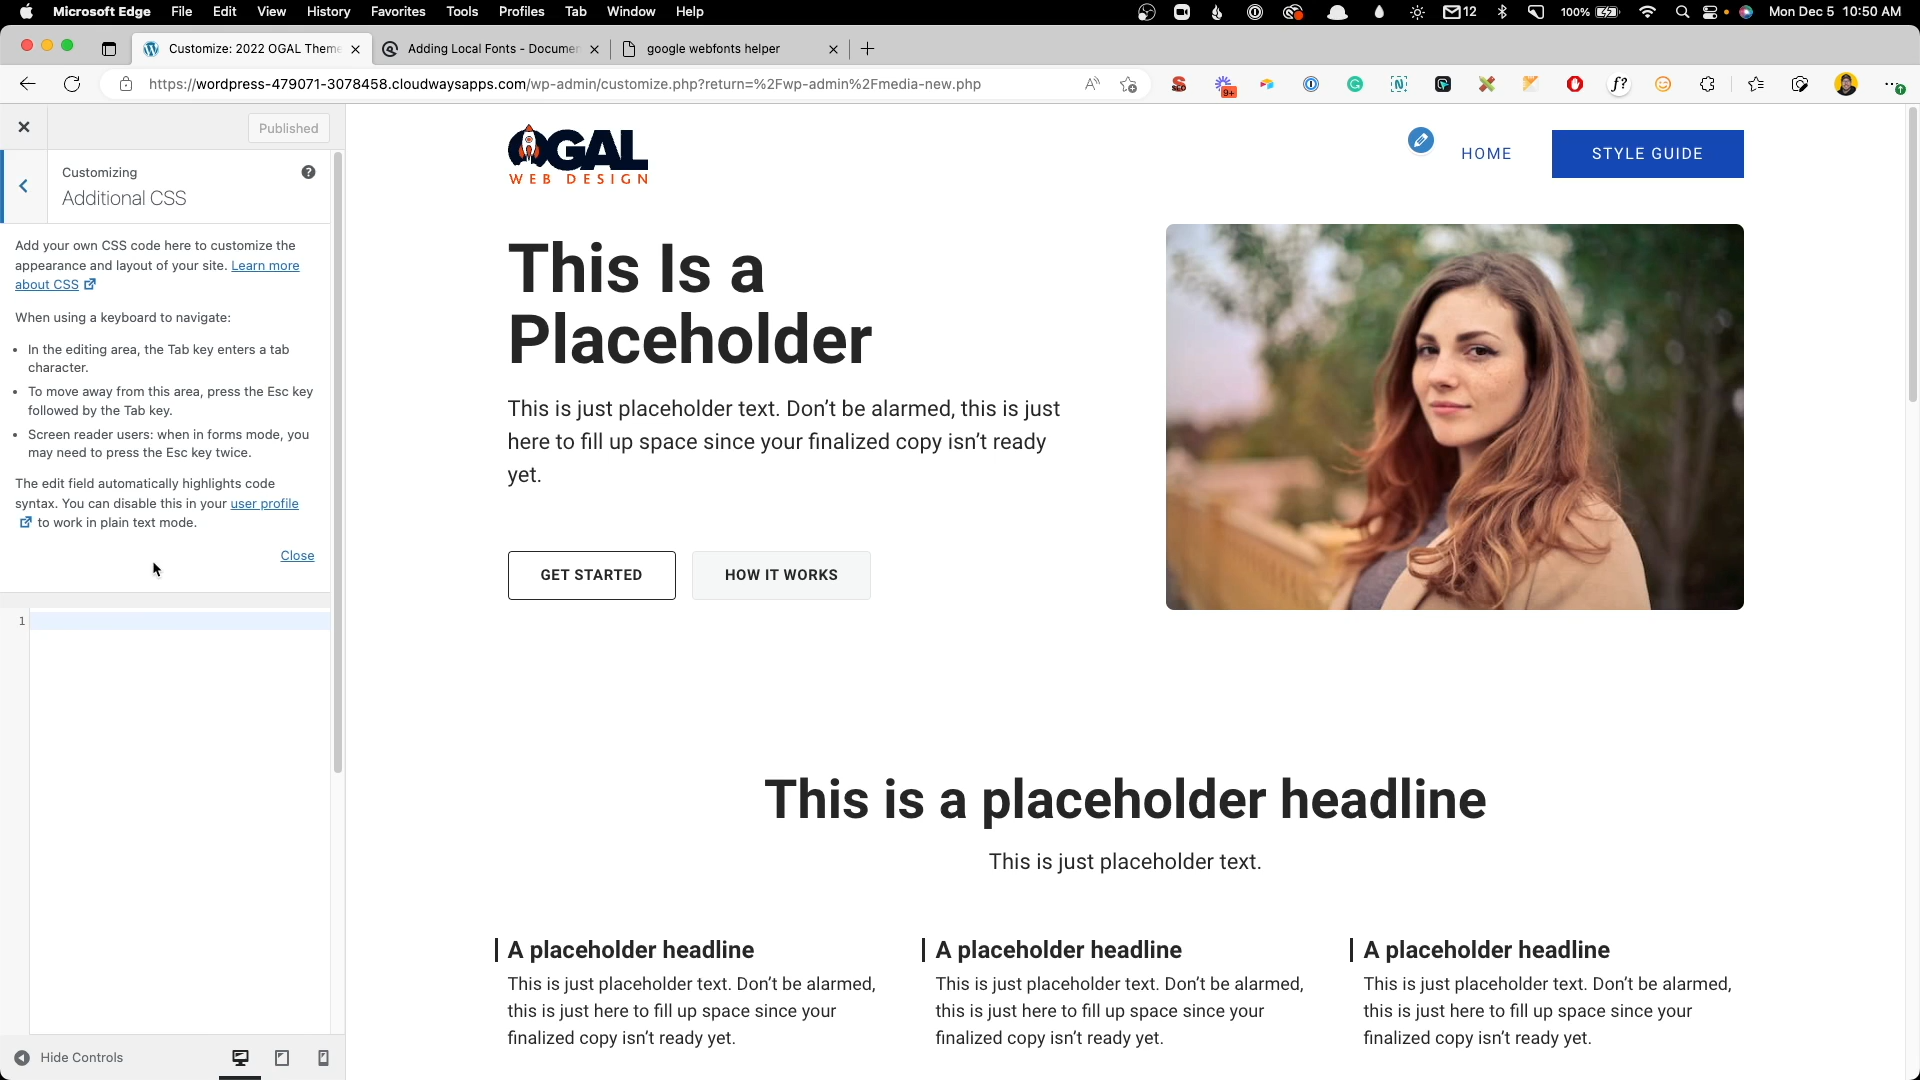 Microsoft Edge File Edit View History Favorites Tools Profiles Tab Window Help 12 100% Mon Dec 5 10:50 AM
Customize: 2022 OGAL Theme Adding Local Fonts - Documen google webfonts helper
https://wordpress-479071-3078458.cloudwaysapps.com/wp-admin/customize.php?return=%2Fwp-admin%2Fmedia-new.php
9+
f?
Published
Customizing
Additional CSS
Add your own CSS code here to customize the
appearance and layout of your site. Learn more
about CSS
When using a keyboard to navigate:
• In the editing area, the Tab key enters a tab
character.
• To move away from this area, press the Esc key
followed by the Tab key.
• Screen reader users: when in forms mode, you
may need to press the Esc key twice.
The edit field automatically highlights code
syntax. You can disable this in your user profile
to work in plain text mode.
Close
1
Hide Controls
OGAL
WEB DESIGN
HOME
STYLE GUIDE
This Is a
Placeholder
This is just placeholder text. Don’t be alarmed, this is just
here to fill up space since your finalized copy isn’t ready
yet.
GET STARTED
HOW IT WORKS
This is a placeholder headline
This is just placeholder text.
A placeholder headline
This is just placeholder text. Don’t be alarmed,
this is just here to fill up space since your
finalized copy isn’t ready yet.
A placeholder headline
This is just placeholder text. Don’t be alarmed,
this is just here to fill up space since your
finalized copy isn’t ready yet.
A placeholder headline
This is just placeholder text. Don’t be alarmed,
this is just here to fill up space since your
finalized copy isn’t ready yet.